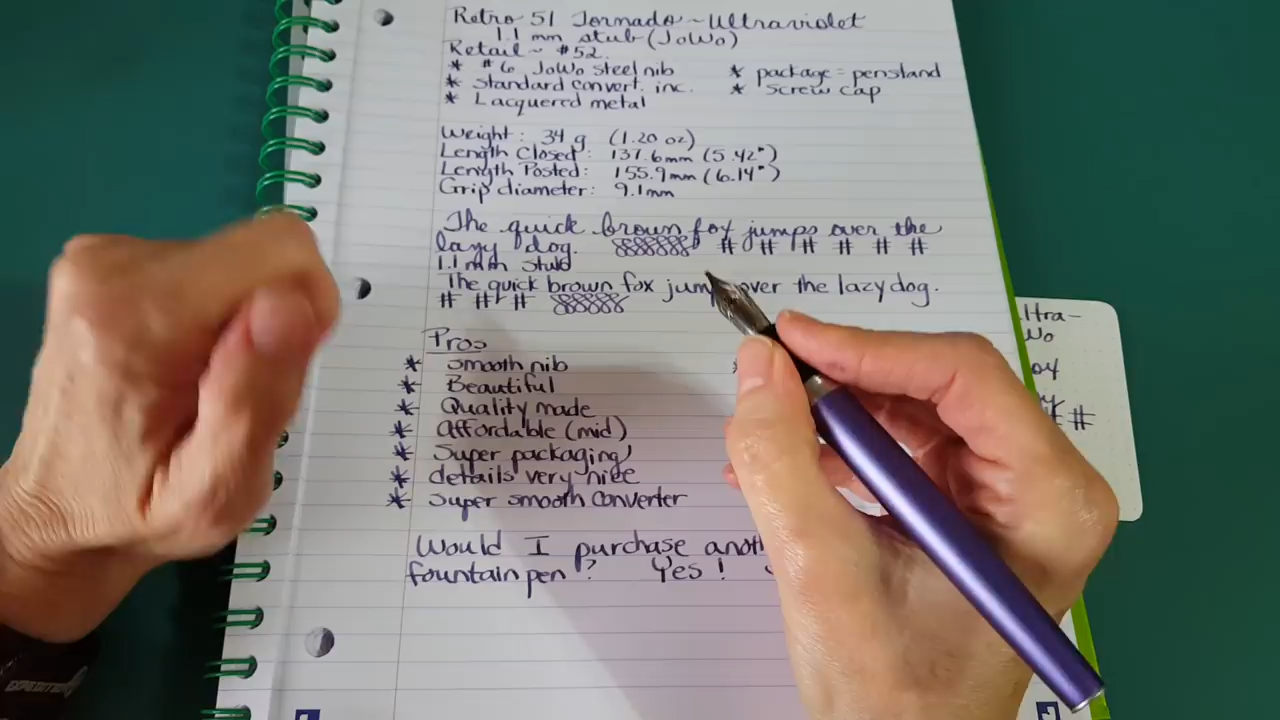 Retro 51 Tornado ~ Ultraviolet
1.1 mm stub (JoWo)
Retail ~ $52.
* #6 JoWo steel nib
* standard convert. inc.
* Lacquered metal
* package = penstand
* screw cap
Weight: 34 g (1.20 oz)
Length Closed: 137.6mm (5.42")
Length Posted: 155.9mm (6.14")
Grip diameter: 9.1mm
The quick brown fox jumps over the
lazy dog. # # # # # #
1.1 mm stub
The quick brown fox jump over the lazy dog.
# # #
Pros
* smooth nib
* Beautiful
* Quality made
* Affordable (mid)
* Super packaging
* details very nice
* super smooth converter
Would I purchase anoth
fountain pen? Yes!
ltra-
Wo
#
EXPEDITION